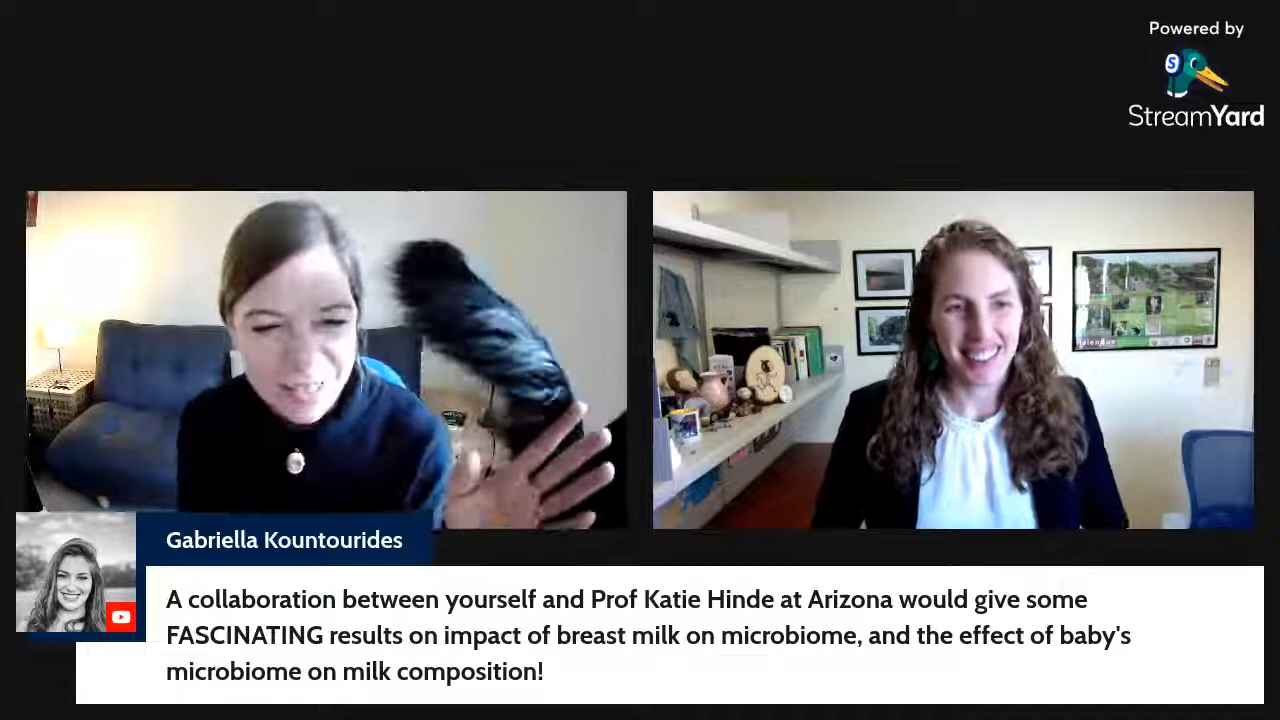 Powered by
StreamYard
Gabriella Kountourides
A collaboration between yourself and Prof Katie Hinde at Arizona would give some
FASCINATING results on impact of breast milk on microbiome, and the effect of baby's
microbiome on milk composition!